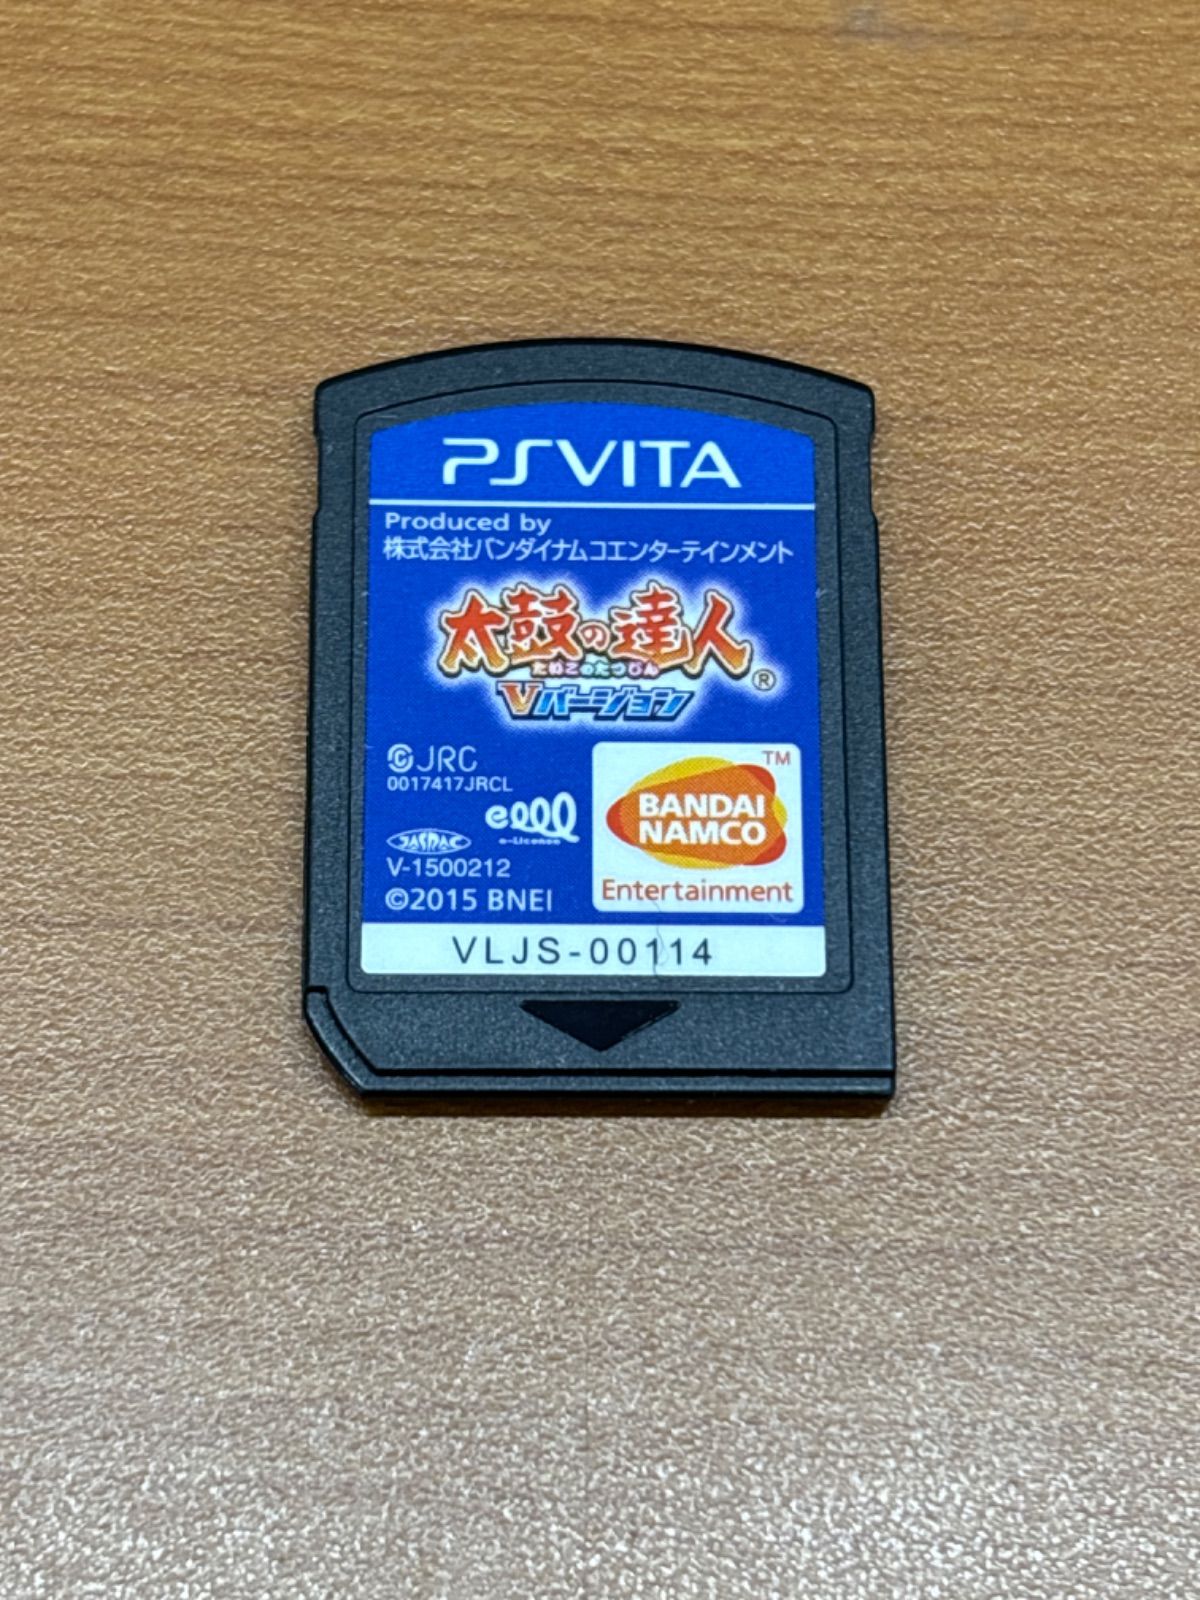 PSVITA
Produced by
株式会社バンダイナムコエンターテインメント
太鼓の達人
たいこのたつじん
®
Vバージョン
JRC
0017417JRCL
e-License
JASRAC
V-1500212
©2015 BNEI
TM
BANDAI
NAMCO
Entertainment
VLJS-00114